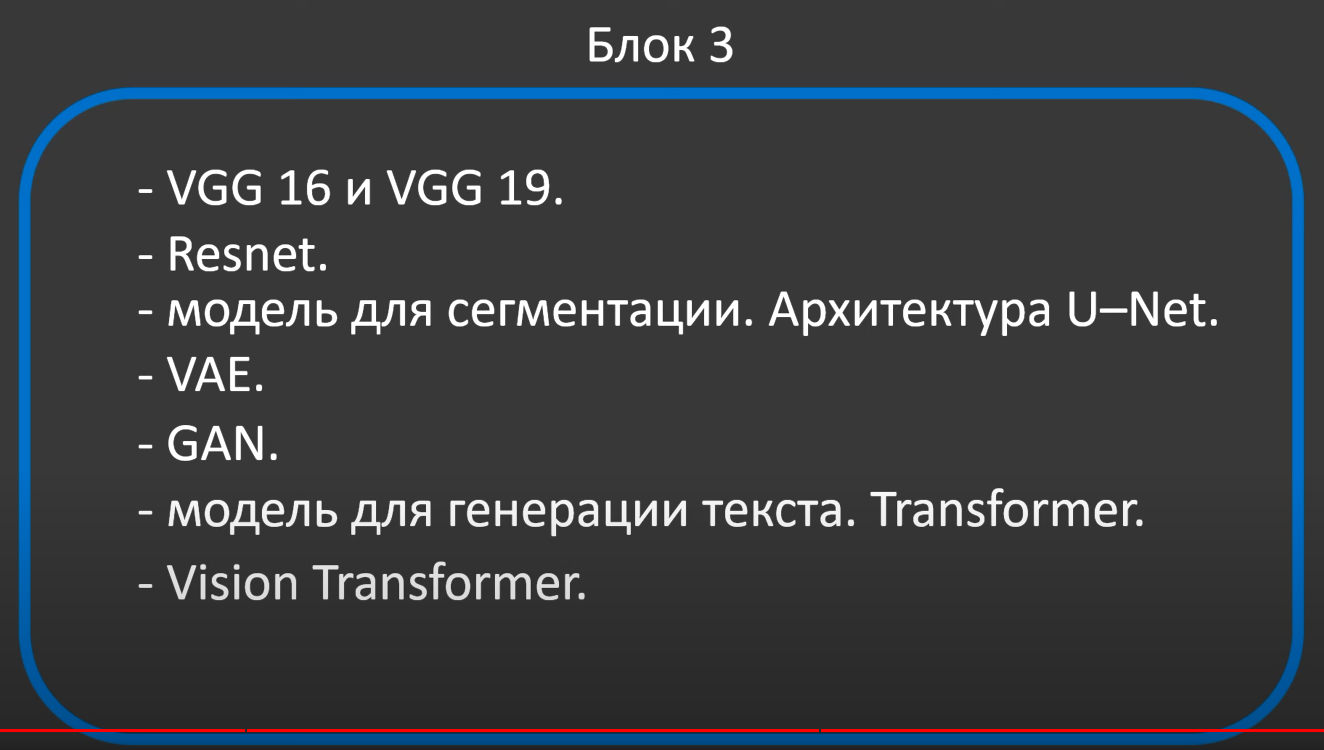 Блок 3
- VGG 16 и VGG 19.
- Resnet.
- модель для сегментации. Архитектура U–Net.
- VAE.
- GAN.
- модель для генерации текста. Transformer.
- Vision Transformer.